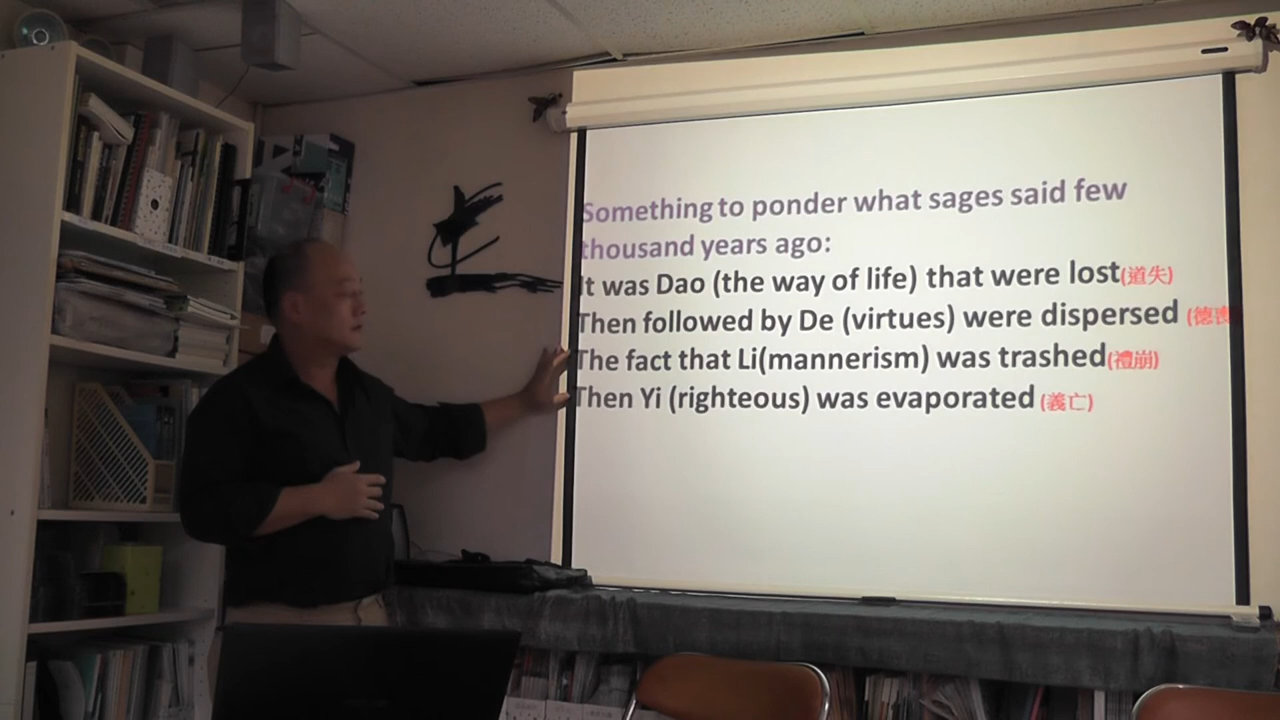 Something to ponder what sages said few
thousand years ago:
It was Dao (the way of life) that were lost(道失)
Then followed by De (virtues) were dispersed (德喪
The fact that Li(mannerism) was trashed(禮崩)
Then Yi (righteous) was evaporated (義亡)